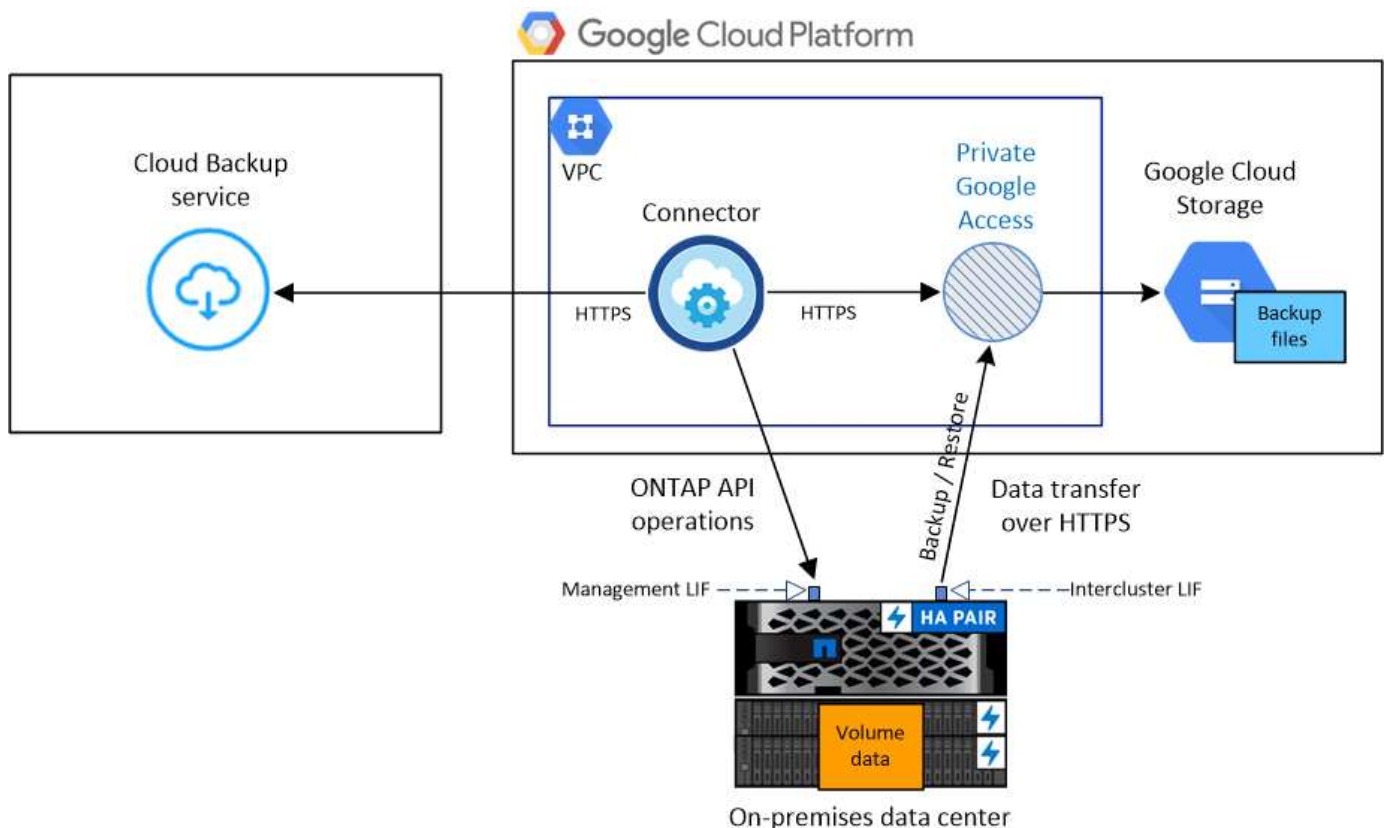 Google Cloud Platform
Cloud Backup
service
VPC
Connector
Private
Google
Access
Google Cloud
Storage
HTTPS
HTTPS
Backup
files
ONTAP API
operations
Backup / Restore
Data transfer
over HTTPS
Management LIF
Intercluster LIF
HA PAIR
Volume
data
On-premises data center